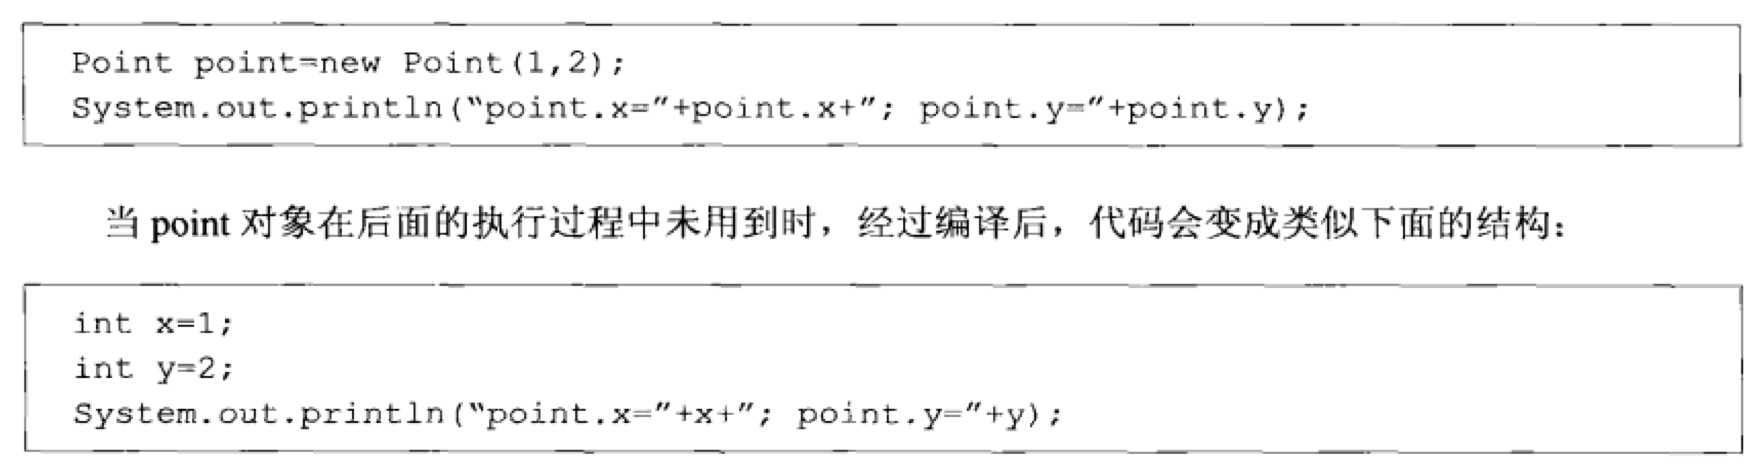 Point point=new Point(1,2);
System.out.println(“point.x=”+point.x+”; point.y=”+point.y);
当 point 对象在后面的执行过程中未用到时，经过编译后，代码会变成类似下面的结构：
int x=1;
int y=2;
System.out.println(“point.x=”+x+”; point.y=”+y);